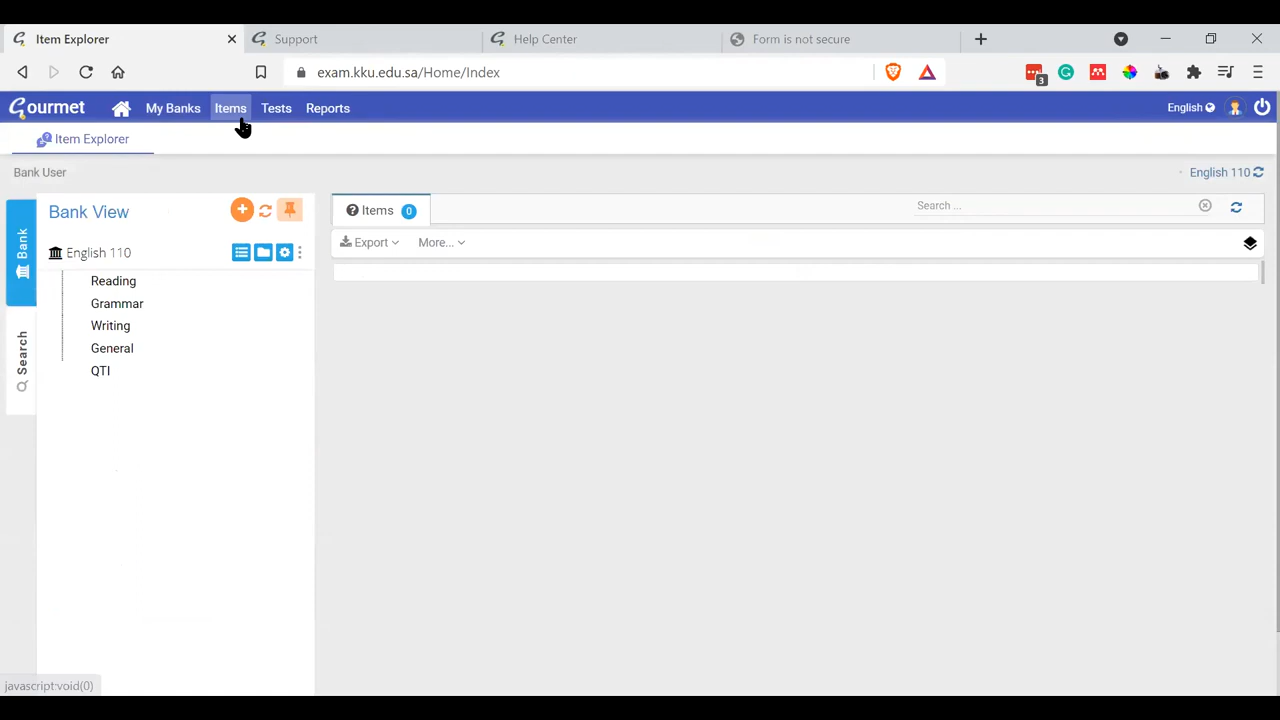 Item Explorer
Support
Help Center
Form is not secure
exam.kku.edu.sa/Home/Index
3
Gourmet
My Banks
Items
Tests
Reports
English
Item Explorer
Bank User
English 110
Bank
Search
Bank View
English 110
Reading
Grammar
Writing
General
QTI
Items 0
Search ...
Export
More...
javascript:void(0)